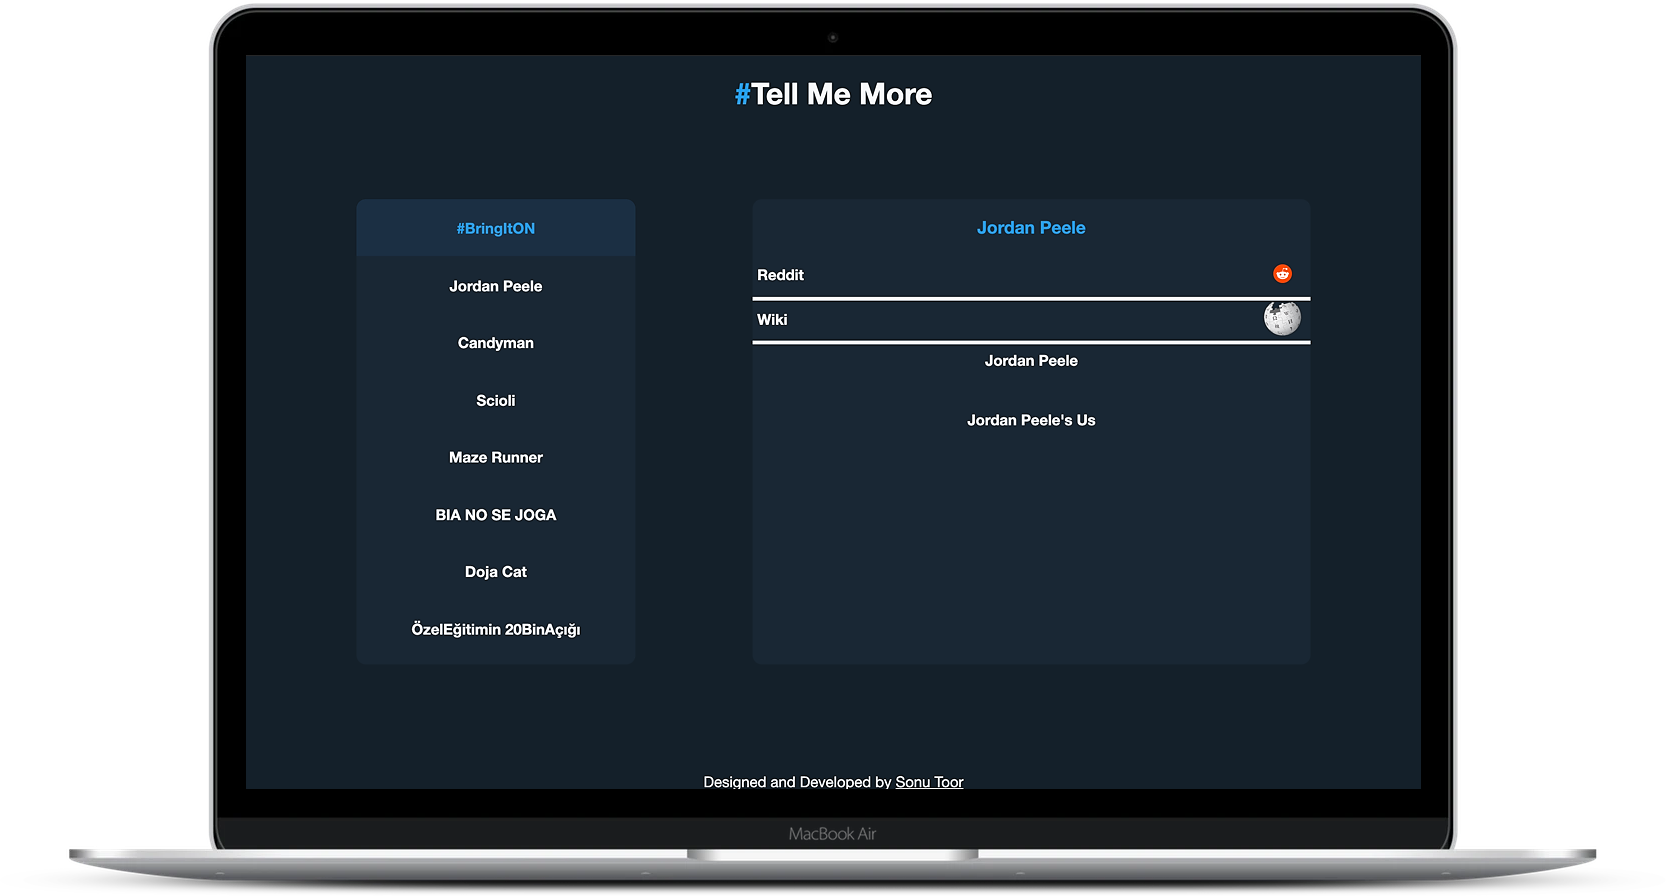 #Tell Me More
#BringItON
Jordan Peele
Candyman
Scioli
Maze Runner
BIA NO SE JOGA
Doja Cat
ÖzelEğitimin 20BinAçığı
Jordan Peele
Reddit
Wiki
Jordan Peele
Jordan Peele's Us
Designed and Developed by Sonu Toor
MacBook Air